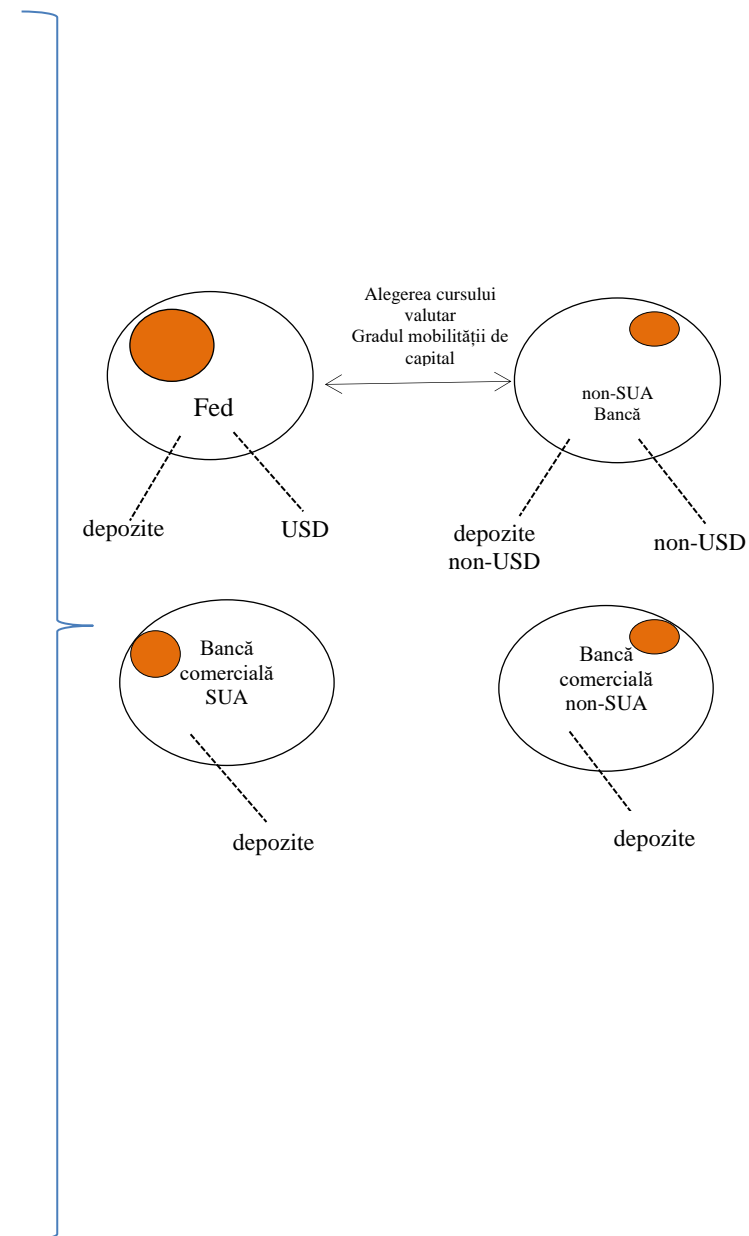 Alegerea cursului
valutar
Gradul mobilității de
capital
Fed
non-SUA
Bancă
depozite
USD
depozite
non-USD
non-USD
Bancă
comercială
SUA
Bancă
comercială
non-SUA
depozite
depozite